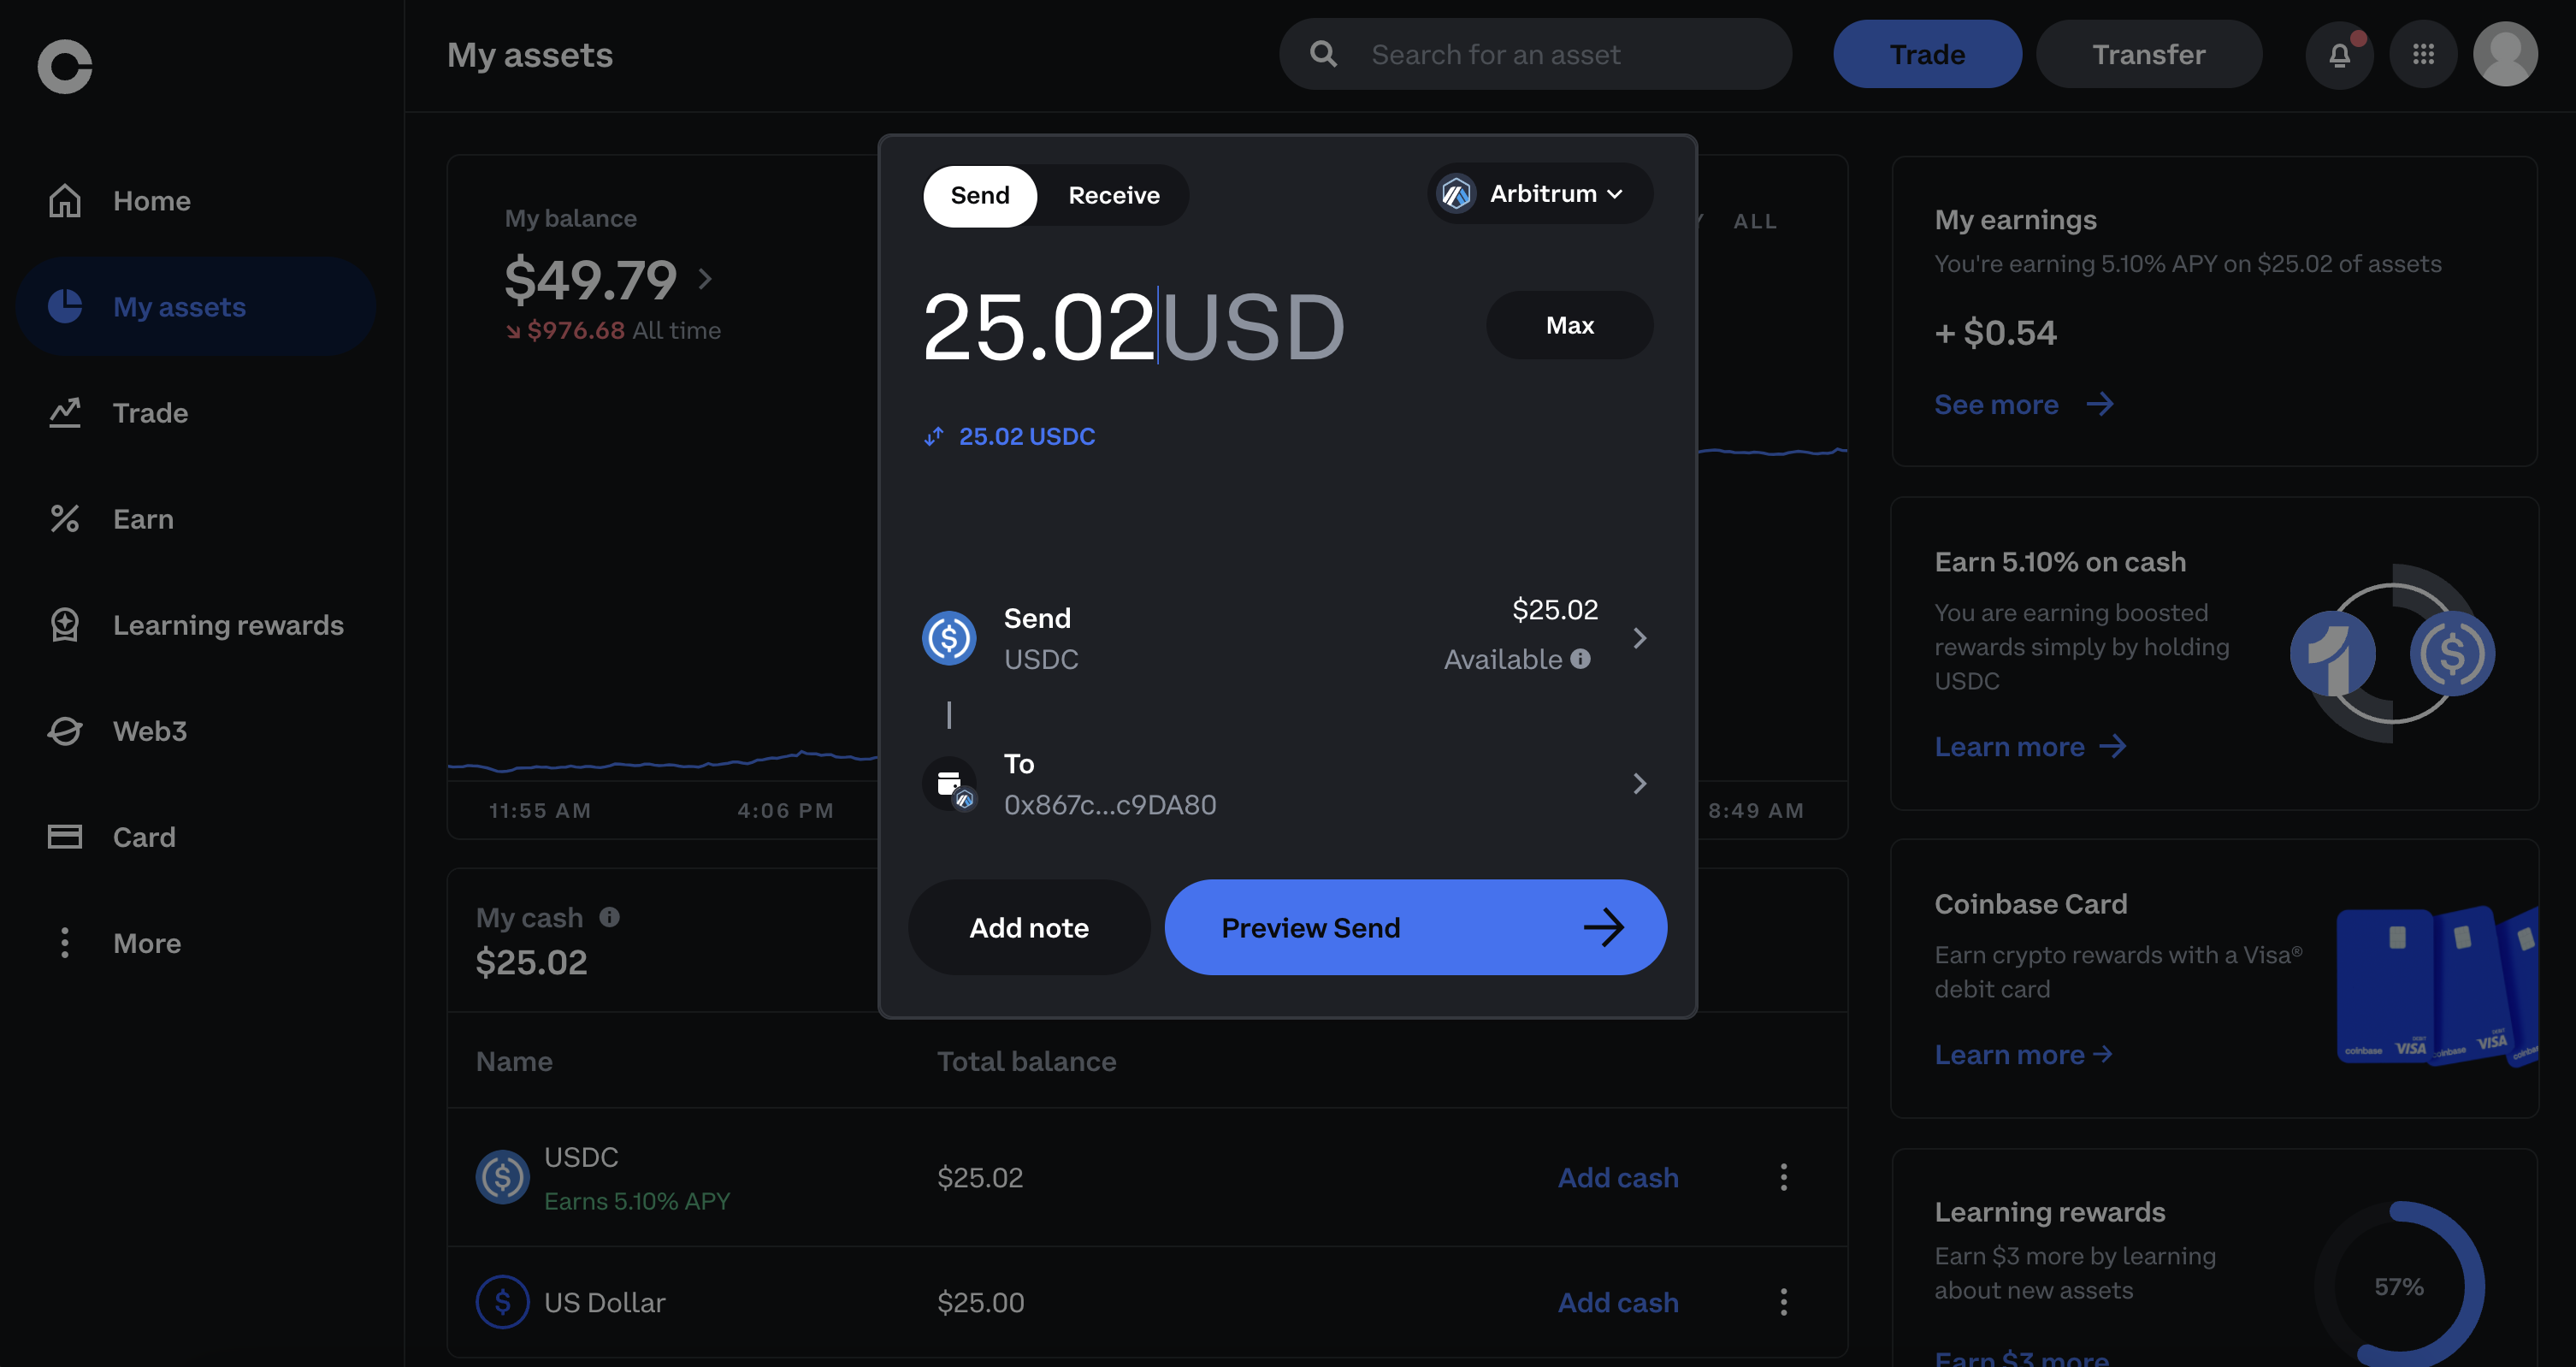 My assets
Search for an asset
Trade
Transfer
Home
My assets
Trade
Earn
Learning rewards
Web3
Card
More
My balance
$49.79
$976.68 All time
ALL
11:55 AM
4:06 PM
8:49 AM
Send
Receive
Arbitrum
25.02USD
Max
25.02 USDC
Send
USDC
$25.02
Available
To
0x867c...c9DA80
Add note
Preview Send
My cash
$25.02
Name
Total balance
USDC
Earns 5.10% APY
$25.02
Add cash
US Dollar
$25.00
Add cash
My earnings
You're earning 5.10% APY on $25.02 of assets
+ $0.54
See more
Earn 5.10% on cash
You are earning boosted
rewards simply by holding
USDC
Learn more
Coinbase Card
Earn crypto rewards with a Visa®
debit card
Learn more
coinbase VISA
coinbase VISA
Learning rewards
Earn $3 more by learning
about new assets
57%
Earn $3 more